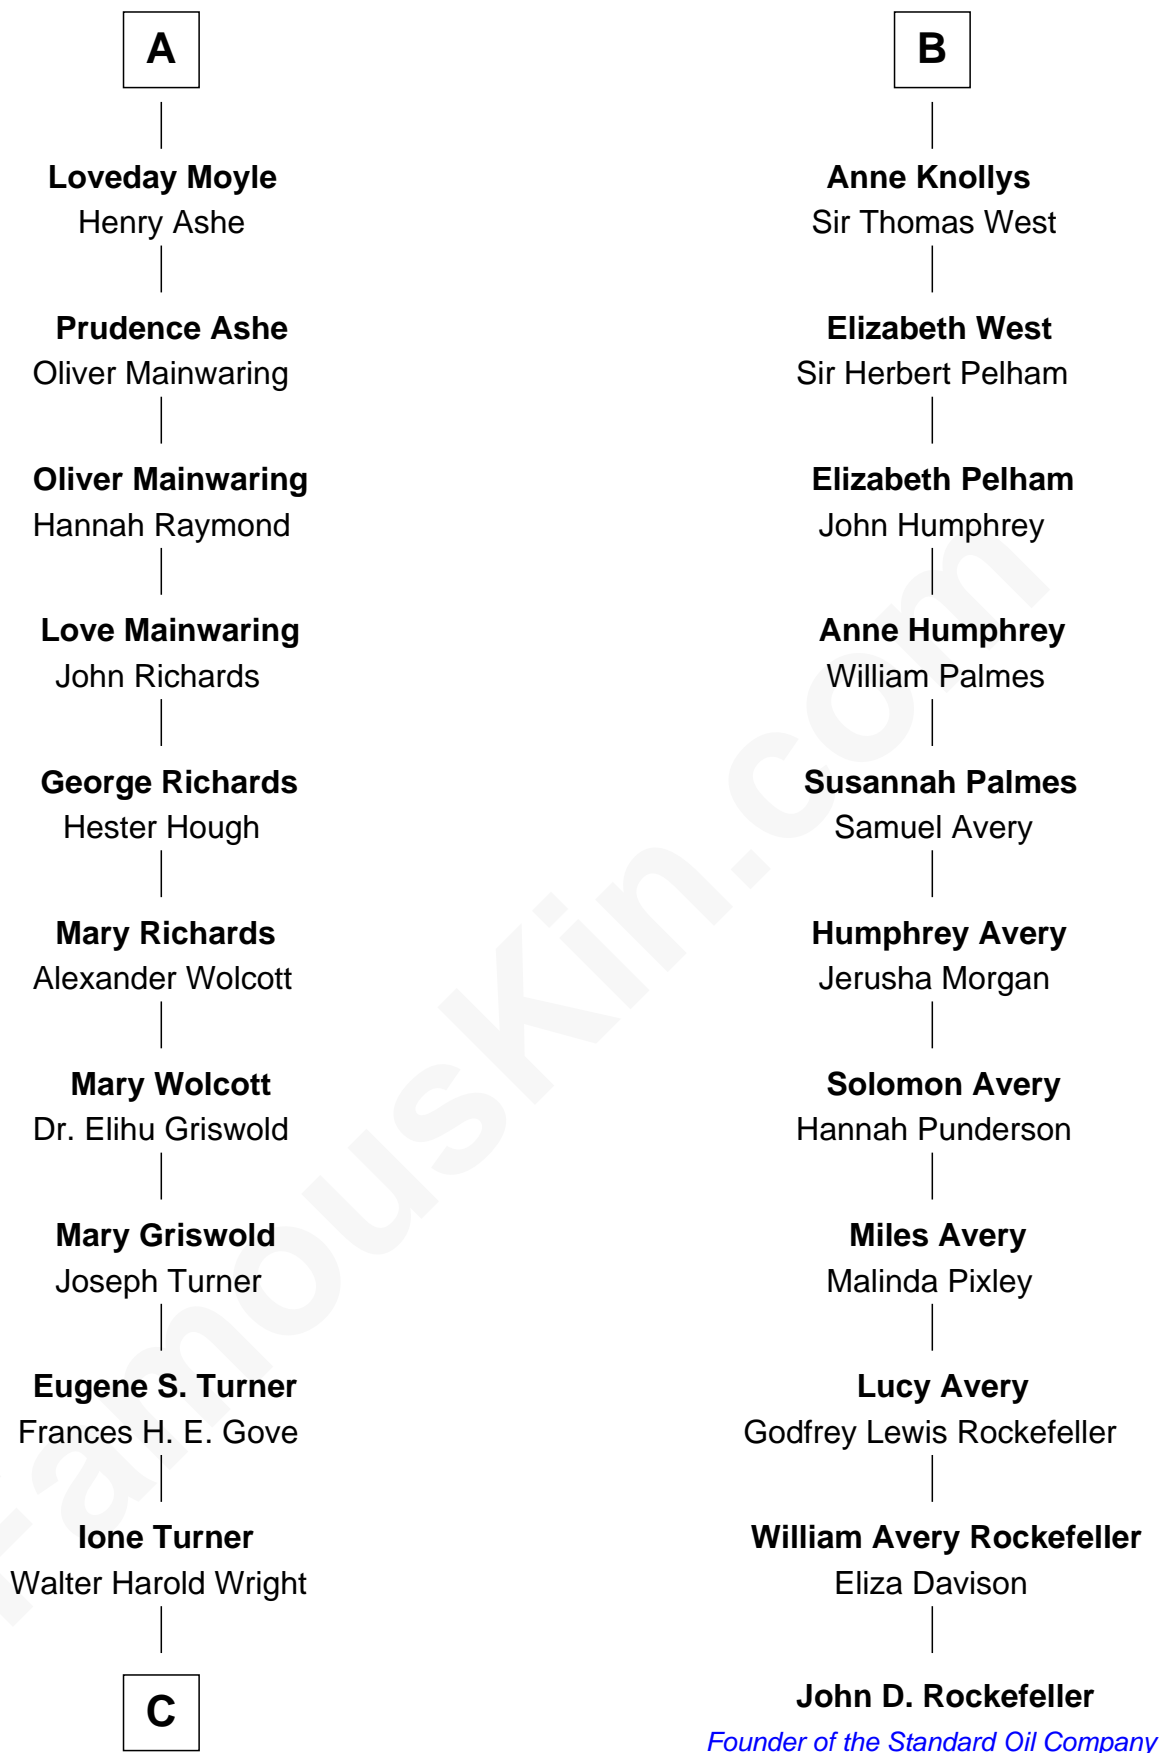 A
Loveday Moyle
Henry Ashe
Prudence Ashe
Oliver Mainwaring
Oliver Mainwaring
Hannah Raymond
Love Mainwaring
John Richards
George Richards
Hester Hough
Mary Richards
Alexander Wolcott
Mary Wolcott
Dr. Elihu Griswold
Mary Griswold
Joseph Turner
Eugene S. Turner
Frances H. E. Gove
Ione Turner
Walter Harold Wright
C
B
Anne Knollys
Sir Thomas West
Elizabeth West
Sir Herbert Pelham
Elizabeth Pelham
John Humphrey
Anne Humphrey
William Palmes
Susannah Palmes
Samuel Avery
Humphrey Avery
Jerusha Morgan
Solomon Avery
Hannah Punderson
Miles Avery
Malinda Pixley
Lucy Avery
Godfrey Lewis Rockefeller
William Avery Rockefeller
Eliza Davison
John D. Rockefeller
Founder of the Standard Oil Company
FamousKin.com